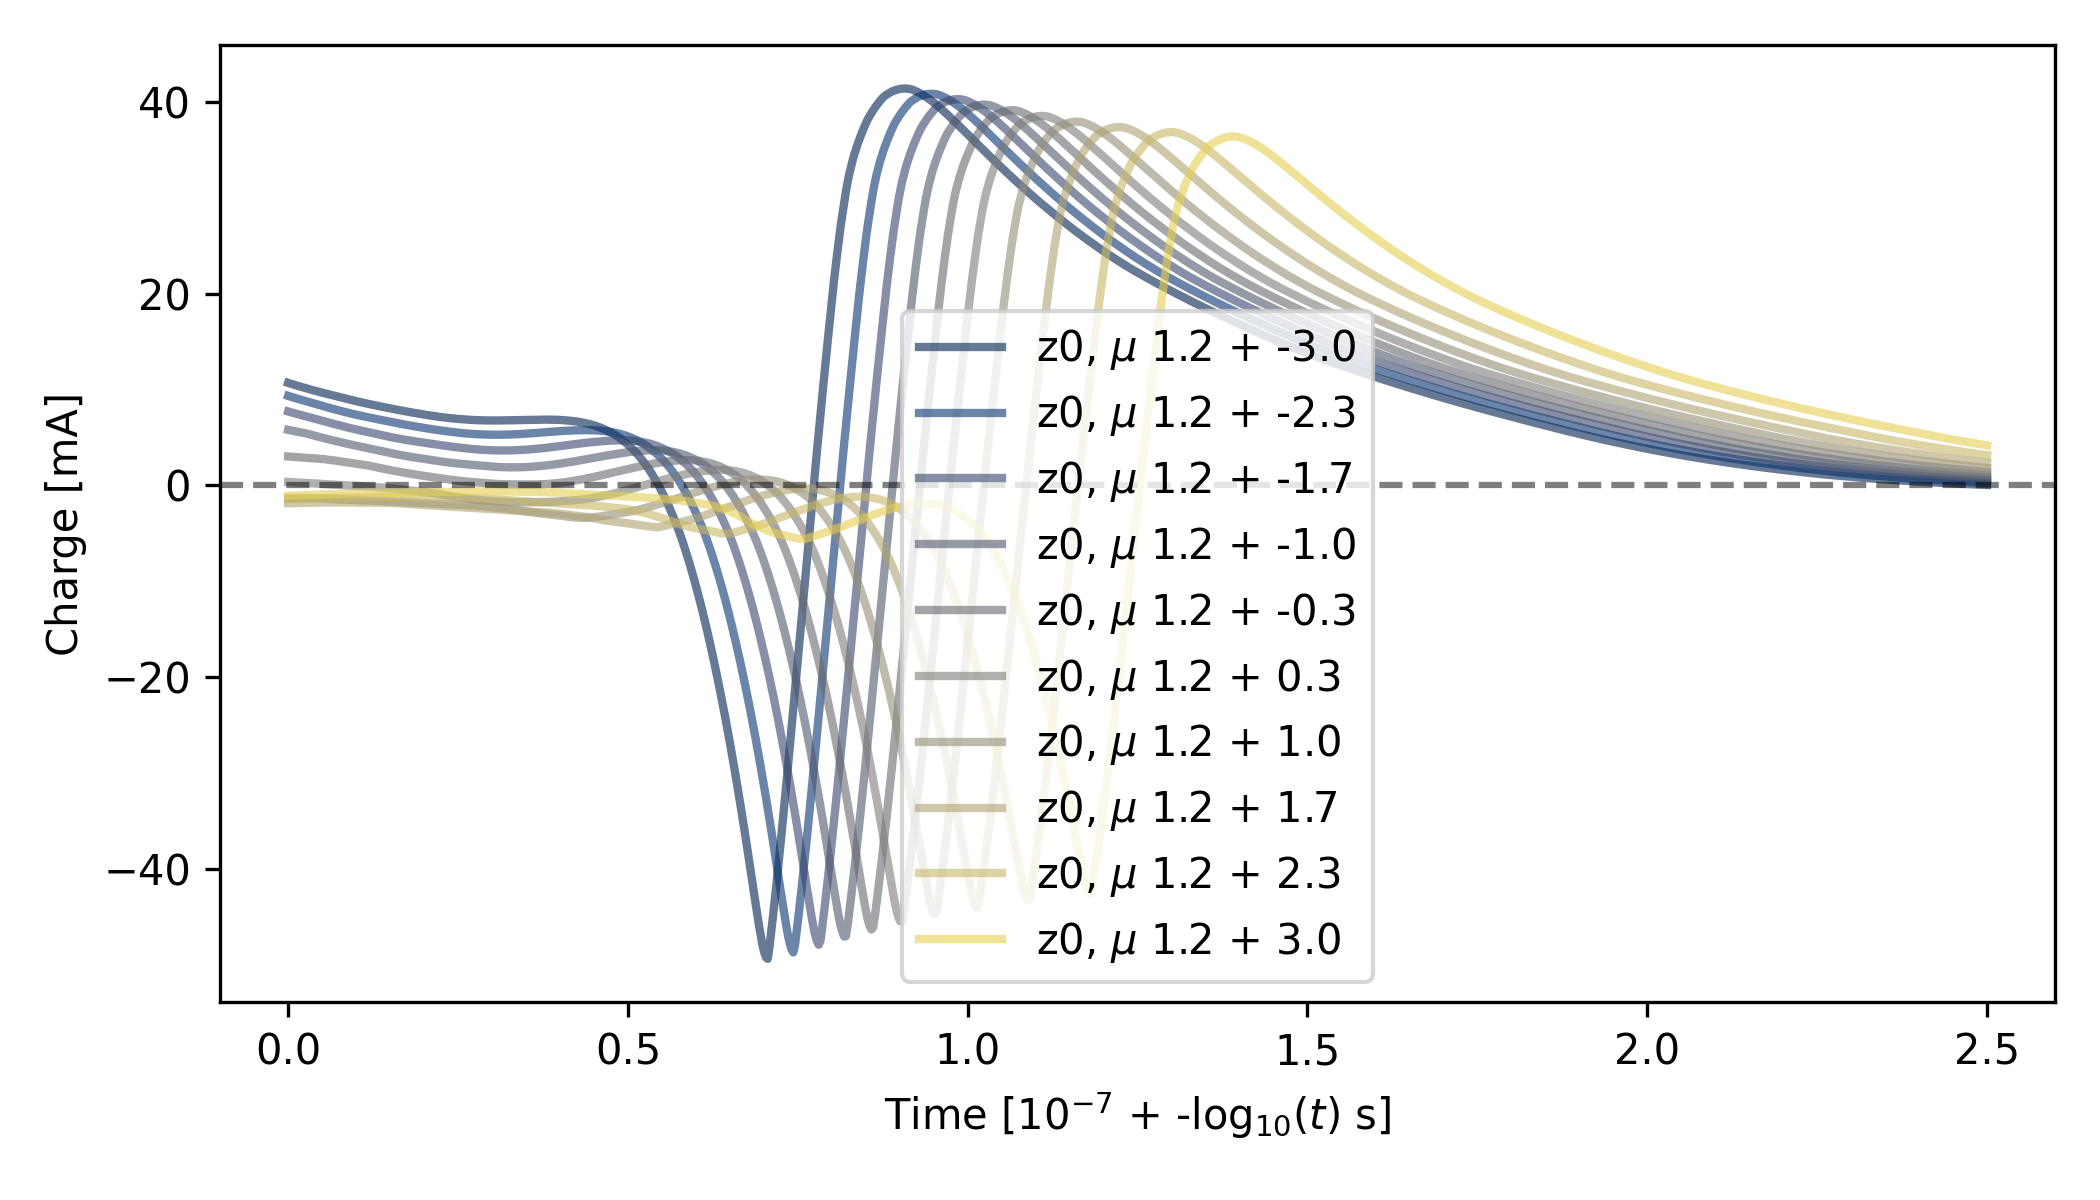 40
20
0
−20
−40
Charge [mA]
z0, μ 1.2 + -3.0
z0, μ 1.2 + -2.3
z0, μ 1.2 + -1.7
z0, μ 1.2 + -1.0
z0, μ 1.2 + -0.3
z0, μ 1.2 + 0.3
z0, μ 1.2 + 1.0
z0, μ 1.2 + 1.7
z0, μ 1.2 + 2.3
z0, μ 1.2 + 3.0
0.0 0.5 1.0 1.5 2.0 2.5
Time [10⁻⁷ + -log₁₀(t) s]